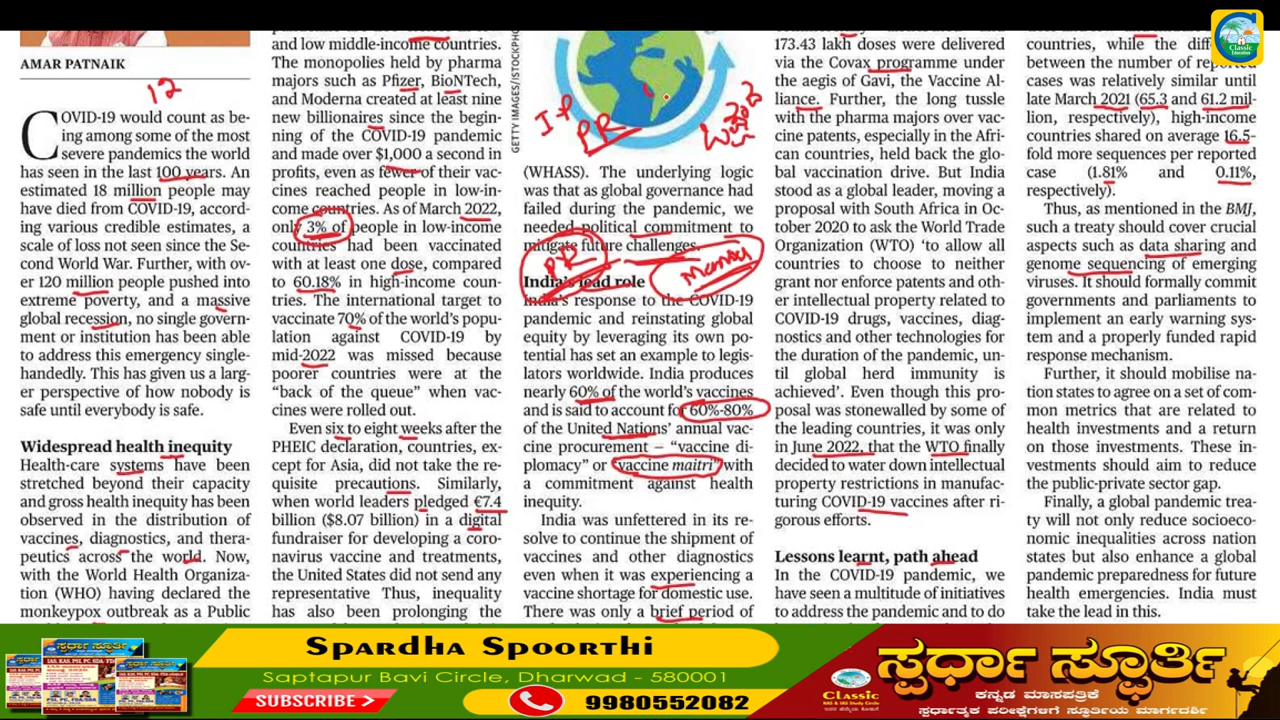 AMAR PATNAIK
12
COVID-19 would count as be-
ing among some of the most
severe pandemics the world
has seen in the last 100 years. An
estimated 18 million people may
have died from COVID-19, accord-
ing various credible estimates, a
scale of loss not seen since the Se-
cond World War. Further, with ov-
er 120 million people pushed into
extreme poverty, and a massive
global recession, no single govern-
ment or institution has been able
to address this emergency single-
handedly. This has given us a larg-
er perspective of how nobody is
safe until everybody is safe.
Widespread health inequity
Health-care systems have been
stretched beyond their capacity
and gross health inequity has been
observed in the distribution of
vaccines, diagnostics, and thera-
peutics across the world. Now,
with the World Health Organiza-
tion (WHO) having declared the
monkeypox outbreak as a Public
and low middle-income countries.
The monopolies held by pharma
majors such as Pfizer, BioNTech,
and Moderna created at least nine
new billionaires since the begin-
ning of the COVID-19 pandemic
and made over $1,000 a second in
profits, even as fewer of their vac-
cines reached people in low-in-
come countries. As of March 2022,
only 3% of people in low-income
countries had been vaccinated
with at least one dose, compared
to 60.18% in high-income coun-
tries. The international target to
vaccinate 70% of the world's popu-
lation against COVID-19 by
mid-2022 was missed because
poorer countries were at the
"back of the queue" when vac-
cines were rolled out.
Even six to eight weeks after the
PHEIC declaration, countries, ex-
cept for Asia, did not take the re-
quisite precautions. Similarly,
when world leaders pledged €7.4
billion ($8.07 billion) in a digital
fundraiser for developing a coro-
navirus vaccine and treatments,
the United States did not send any
representative Thus, inequality
has also been prolonging the
GETTY IMAGES/ISTOCKPHO
PR
(WHASS). The underlying logic
was that as global governance had
failed during the pandemic, we
needed political commitment to
mitigate future challenges.
PR
India's lead role
India's response to the COVID-19
pandemic and reinstating global
equity by leveraging its own po-
tential has set an example to legis-
lators worldwide. India produces
nearly 60% of the world's vaccines
and is said to account for 60%-80%
of the United Nations' annual vac-
cine procurement — "vaccine di-
plomacy" or "vaccine maitri" with
a commitment against health
inequity.
India was unfettered in its re-
solve to continue the shipment of
vaccines and other diagnostics
even when it was experiencing a
vaccine shortage for domestic use.
There was only a brief period of
173.43 lakh doses were delivered
via the Covax programme under
the aegis of Gavi, the Vaccine Al-
liance. Further, the long tussle
with the pharma majors over vac-
cine patents, especially in the Afri-
can countries, held back the glo-
bal vaccination drive. But India
stood as a global leader, moving a
proposal with South Africa in Oc-
tober 2020 to ask the World Trade
Organization (WTO) 'to allow all
countries to choose to neither
grant nor enforce patents and oth-
er intellectual property related to
COVID-19 drugs, vaccines, diag-
nostics and other technologies for
the duration of the pandemic, un-
til global herd immunity is
achieved'. Even though this pro-
posal was stonewalled by some of
the leading countries, it was only
in June 2022, that the WTO finally
decided to water down intellectual
property restrictions in manufac-
turing COVID-19 vaccines after ri-
gorous efforts.
Lessons learnt, path ahead
In the COVID-19 pandemic, we
have seen a multitude of initiatives
to address the pandemic and to do
countries, while the
between the number of reported
cases was relatively similar until
late March 2021 (65.3 and 61.2 mil-
lion, respectively), high-income
countries shared on average 16.5-
fold more sequences per reported
case (1.81% and 0.11%,
respectively).
Thus, as mentioned in the BMJ,
such a treaty should cover crucial
aspects such as data sharing and
genome sequencing of emerging
viruses. It should formally commit
governments and parliaments to
implement an early warning sys-
tem and a properly funded rapid
response mechanism.
Further, it should mobilise na-
tion states to agree on a set of com-
mon metrics that are related to
health investments and a return
on those investments. These in-
vestments should aim to reduce
the public-private sector gap.
Finally, a global pandemic trea-
ty will not only reduce socioeco-
nomic inequalities across nation
states but also enhance a global
pandemic preparedness for future
health emergencies. India must
take the lead in this.
Classic
Education
SPARDHA SPOORTHI
Saptapur Bavi Circle, Dharwad - 580001
SUBSCRIBE
9980552082
ಸ್ಪರ್ಧಾ ಸ್ಫೂರ್ತಿ
Classic
KAS & IAS Study Circle
ಕನ್ನಡ ಮಾಸಪತ್ರಿಕೆ
ಸ್ಪರ್ಧಾತ್ಮಕ ಪರೀಕ್ಷೆಗಳಿಗೆ ಸ್ಫೂರ್ತಿಯ ಮಾರ್ಗದರ್ಶಿ